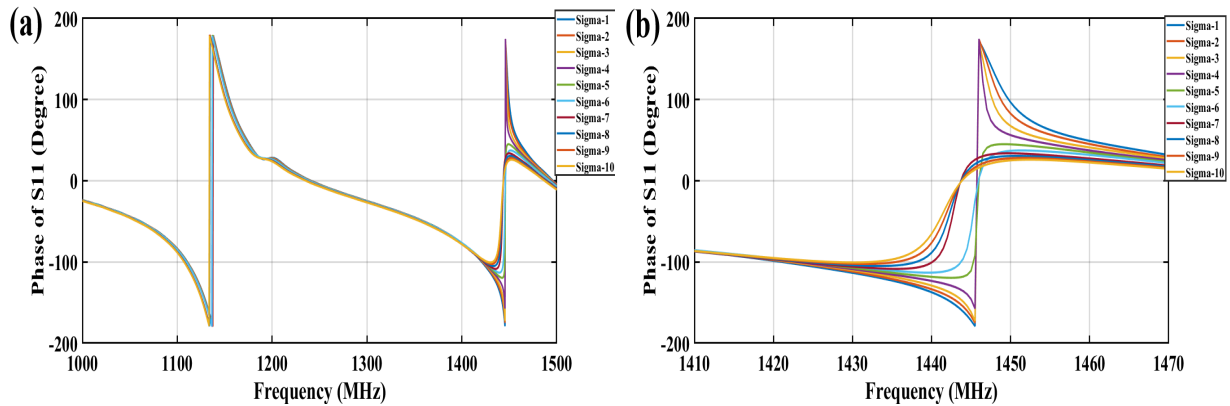 (a)
Phase of S11 (Degree)
200
100
0
-100
-200
1000 1100 1200 1300 1400 1500
Frequency (MHz)
Sigma-1
Sigma-2
Sigma-3
Sigma-4
Sigma-5
Sigma-6
Sigma-7
Sigma-8
Sigma-9
Sigma-10
(b)
Phase of S11 (Degree)
200
100
0
-100
-200
1410 1420 1430 1440 1450 1460 1470
Frequency (MHz)
Sigma-1
Sigma-2
Sigma-3
Sigma-4
Sigma-5
Sigma-6
Sigma-7
Sigma-8
Sigma-9
Sigma-10